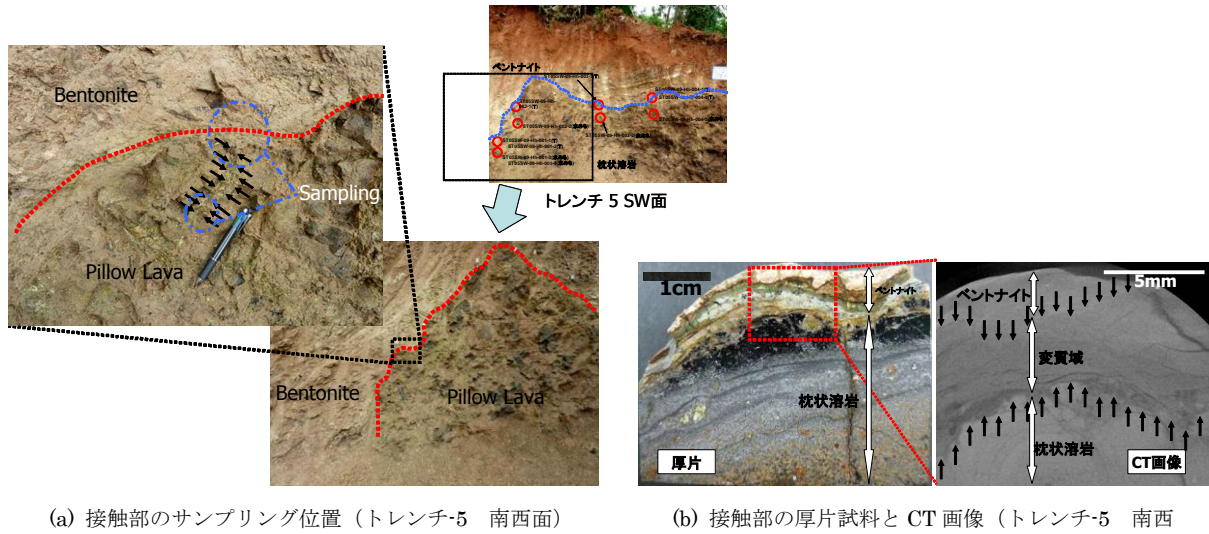 Bentonite
Sampling
Pillow Lava
ベントナイト
枕状溶岩
トレンチ 5 SW面
Bentonite
Pillow Lava
1cm
ベントナイト
枕状溶岩
厚片
5mm
ベントナイト
変質域
枕状溶岩
CT画像
(a) 接触部のサンプリング位置（トレンチ-5　南西面）
(b) 接触部の厚片試料と CT 画像（トレンチ-5　南西